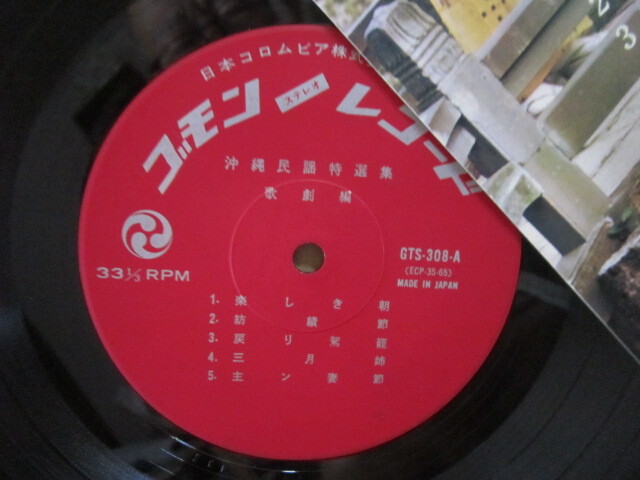 日本コロムビア株式
ゴモンレコード
ステレオ
沖縄民謡特選集
歌劇編
33⅓ RPM
GTS-308-A
(ECP-35-65)
MADE IN JAPAN
1. 楽しき朝
2. 紡績節
3. 戻り駕籠
4. 三月姉
5. 主ン妻節
2
3